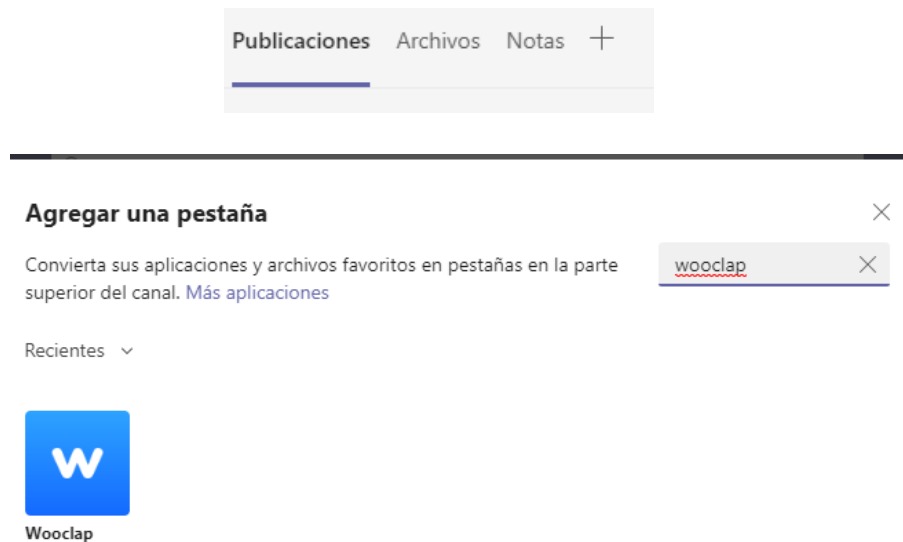 Publicaciones Archivos Notas
Agregar una pestaña
Convierta sus aplicaciones y archivos favoritos en pestañas en la parte
superior del canal. Más aplicaciones
wooclap
Recientes
w
Wooclap